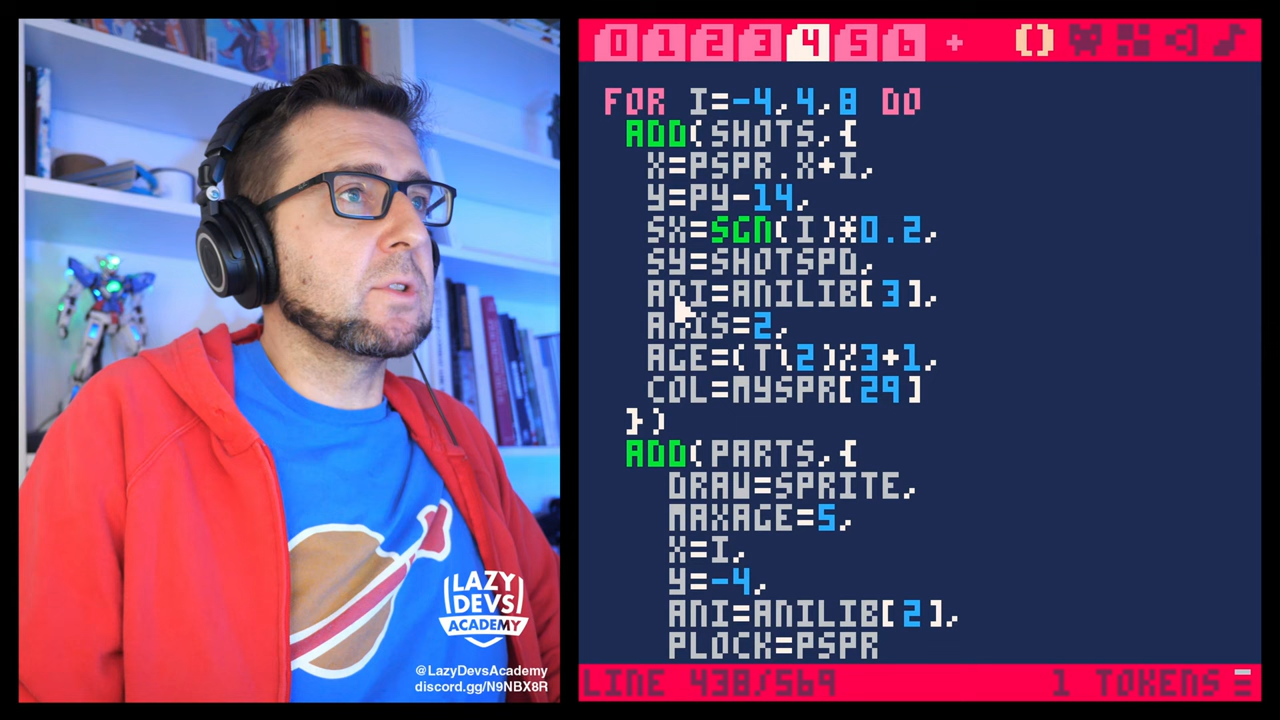 LAZY
DEVS
ACADEMY
@LazyDevsAcademy
discord.gg/N9NBX8R
0 1 2 3 4 5 6 + ()
FOR I=-4,4,8 DO
ADD(SHOTS,{
X=PSPR.X+I,
Y=PY-14,
SX=SGN(I)*0.2,
SY=SHOTSPD,
ANI=ANILIB[3],
ANIS=2,
AGE=(T\2)%3+1,
COL=MYSPR[29]
})
ADD(PARTS,{
DRAW=SPRITE,
MAXAGE=5,
X=I,
Y=-4,
ANI=ANILIB[2],
PLOCK=PSPR
LINE 438/569
1 TOKENS